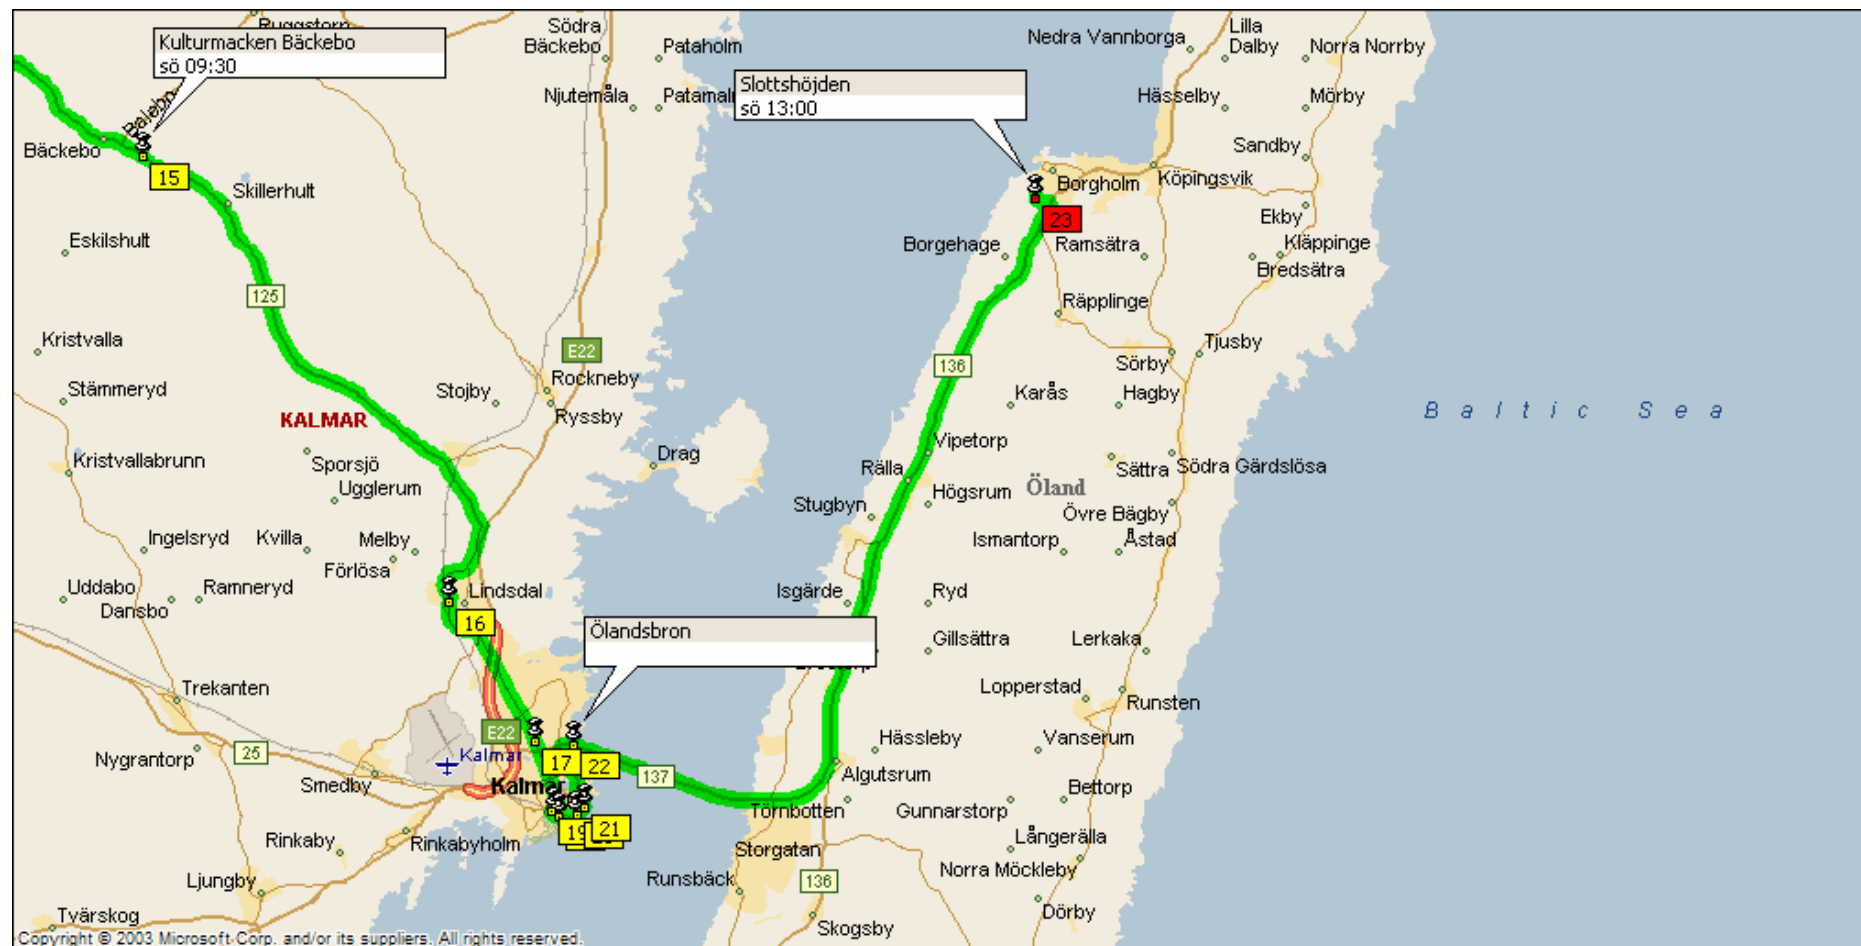 Ruggstorp
Kulturmacken Bäckebo
sö 09:30
Södra
Bäckebo
Pataholm
Njutemåla
Nedra Vannborga
Lilla
Dalby
Norra Norrby
Slottshöjden
sö 13:00
Hässelby
Mörby
Bäckebo
15
Skillerhult
Sandby
Borgholm
Köpingsvik
Ekby
23
Eskilshult
Borgehage
Ramsätra
Kläppinge
Bredsätra
125
Räpplinge
Kristvalla
E22
Rockneby
136
Sörby
Tjusby
Stämmeryd
Stojby
Ryssby
Karås
Hagby
Baltic Sea
KALMAR
Kristvallabrunn
Sporsjö
Ugglerum
Drag
Vipetorp
Rälla
Sättra
Södra Gärdslösa
Högsrum
Öland
Stugbyn
Övre Bägby
Ingelsryd
Kvilla
Melby
Förlösa
Ismantorp
Åstad
Uddabo
Ramneryd
Dansbo
Lindsdal
Isgärde
Ryd
16
Ölandsbron
Gillsättra
Lerkaka
Trekanten
Lopperstad
Runsten
E22
Nygrantorp
25
Kalmar
17
22
Hässleby
Vanserum
Smedby
Kalmar
137
Algutsrum
Törnbotten
Gunnarstorp
Bettorp
19
21
Rinkaby
Rinkabyholm
Storgatan
Långerälla
Ljungby
Runsbäck
136
Norra Möckleby
Tvärskog
Skogsby
Dörby
Copyright © 2003 Microsoft Corp. and/or its suppliers. All rights reserved.